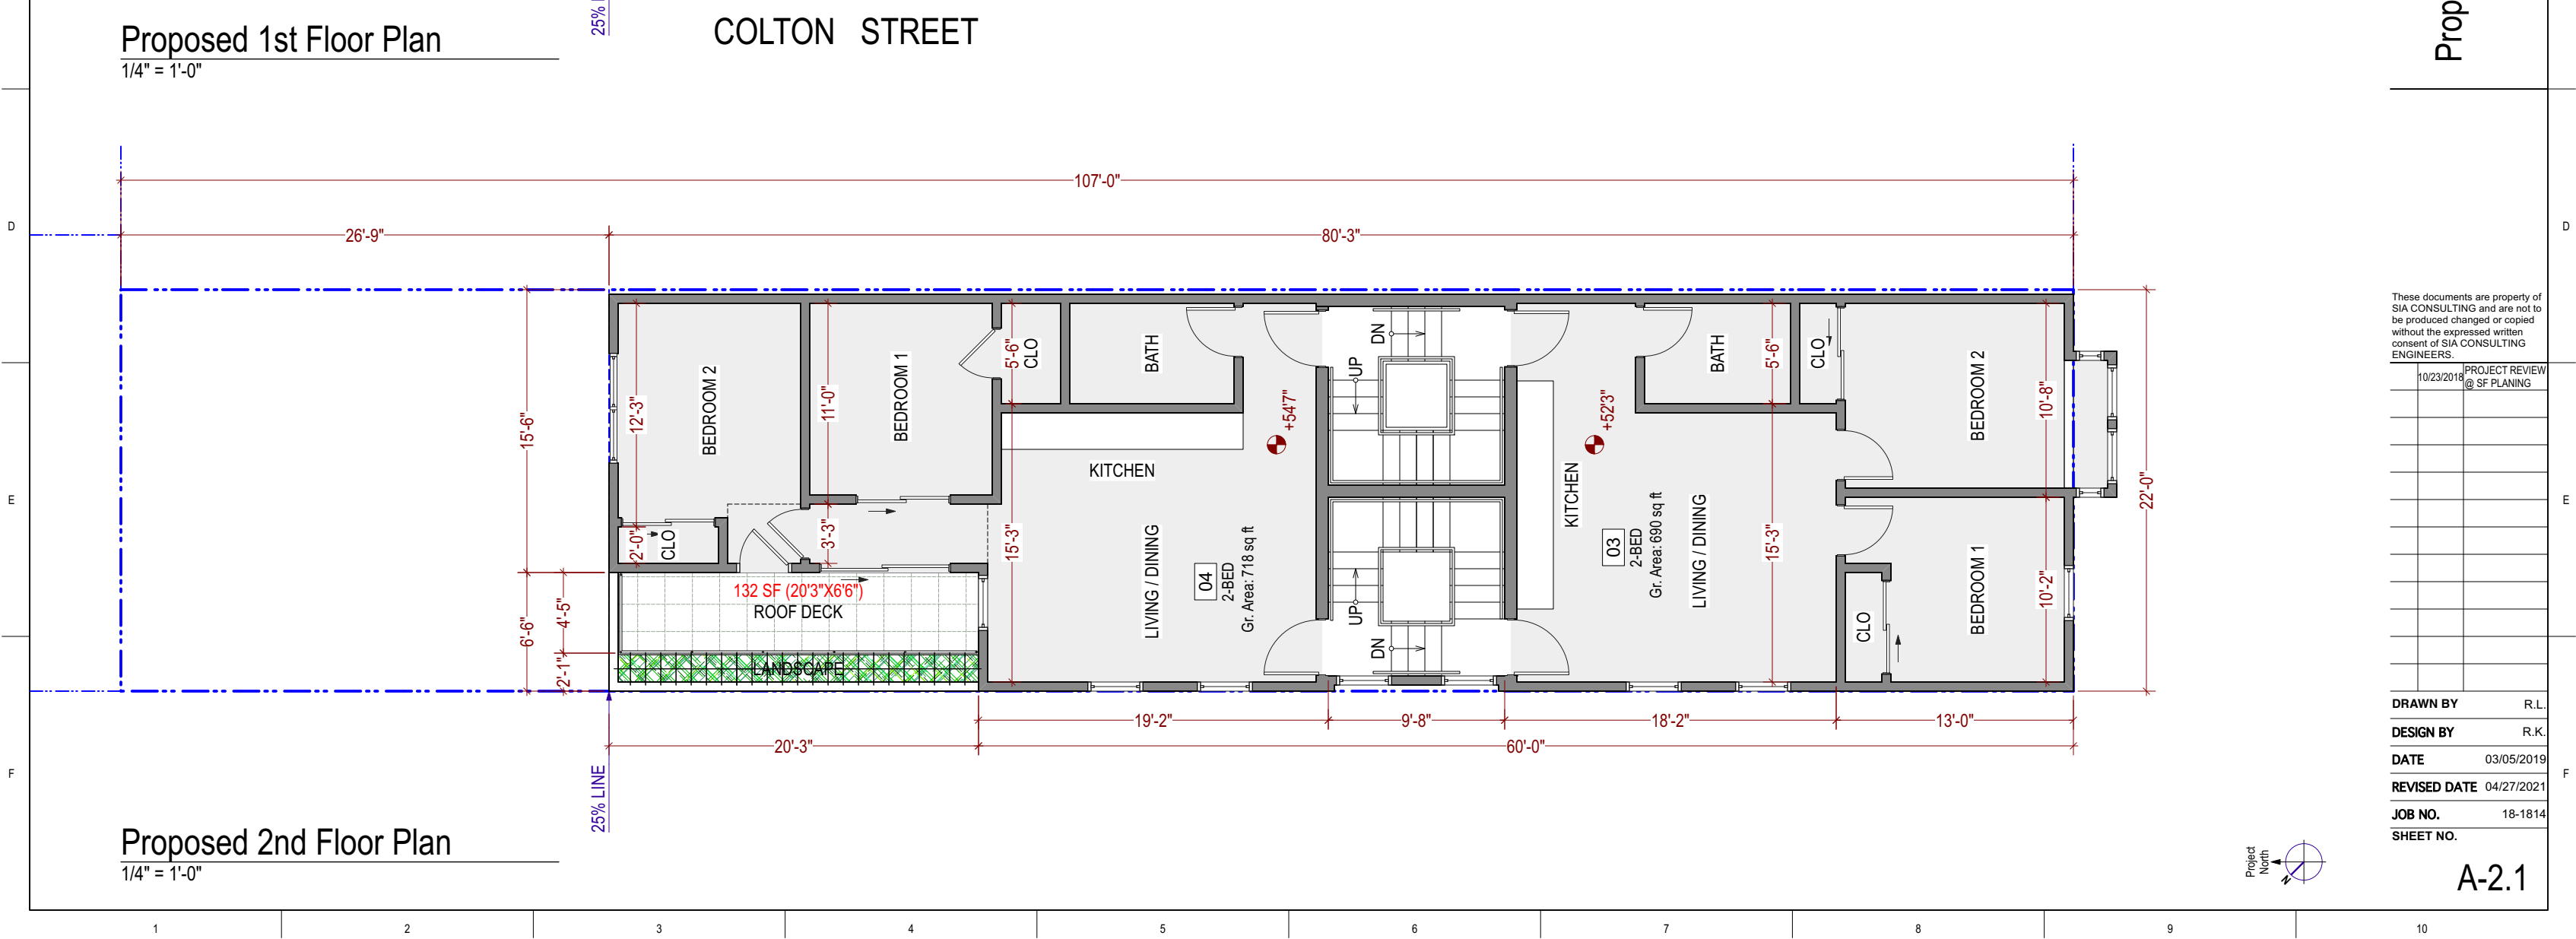 Proposed 1st Floor Plan
1/4" = 1'-0"
COLTON STREET
107'-0"
26'-9"
80'-3"
15'-6"
6'-6"
4'-5"
2'-1"
12'-3"
2'-0"
BEDROOM 2
CLO
11'-0"
3'-3"
BEDROOM 1
5'-6"
CLO
15'-3"
BATH
KITCHEN
LIVING / DINING
04
2-BED
Gr. Area: 718 sq ft
+54'7"
132 SF (20'3"X6'6")
ROOF DECK
LANDSCAPE
DN
UP
UP
DN
KITCHEN
+52'3"
03
2-BED
Gr. Area: 690 sq ft
LIVING / DINING
BATH
5'-6"
15'-3"
CLO
BEDROOM 2
10'-8"
CLO
BEDROOM 1
10'-2"
22'-0"
19'-2"
9'-8"
18'-2"
13'-0"
20'-3"
60'-0"
25% LINE
Proposed 2nd Floor Plan
1/4" = 1'-0"
Project
North
N
Prop
These documents are property of
SIA CONSULTING and are not to
be produced changed or copied
without the expressed written
consent of SIA CONSULTING
ENGINEERS.
10/23/2018 PROJECT REVIEW
@ SF PLANING
DRAWN BY R.L.
DESIGN BY R.K.
DATE 03/05/2019
REVISED DATE 04/27/2021
JOB NO. 18-1814
SHEET NO.
A-2.1
D
E
F
D
E
F
1 2 3 4 5 6 7 8 9 10
25%